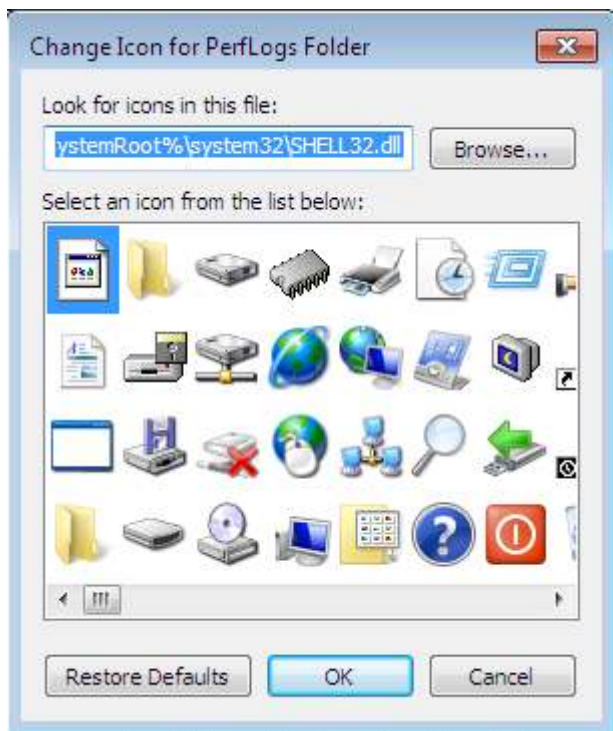 Change Icon for PerfLogs Folder
Look for icons in this file:
ystemRoot%\system32\SHELL32.dll
Browse...
Select an icon from the list below:
Restore Defaults
OK
Cancel